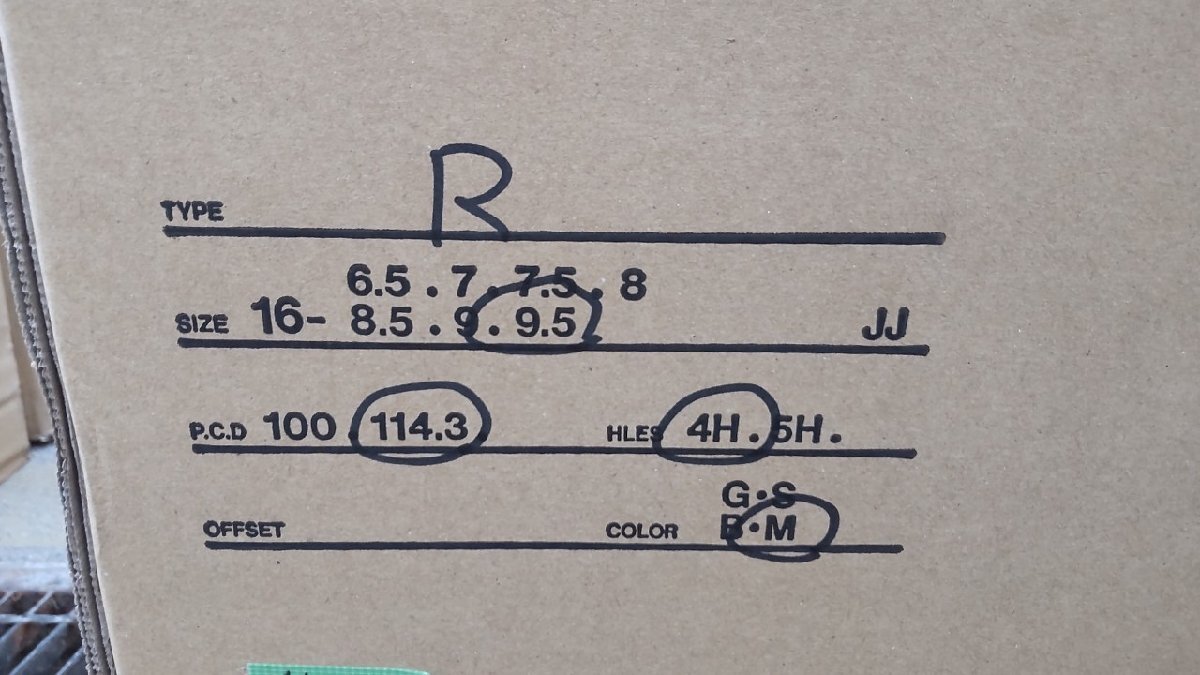 R
TYPE
6.5 . 7 . 7.5 . 8
SIZE 16- 8.5 . 9 . 9.5 JJ
P.C.D 100 . 114.3 . HLES 4H . 5H .
G・S
OFFSET COLOR B・M